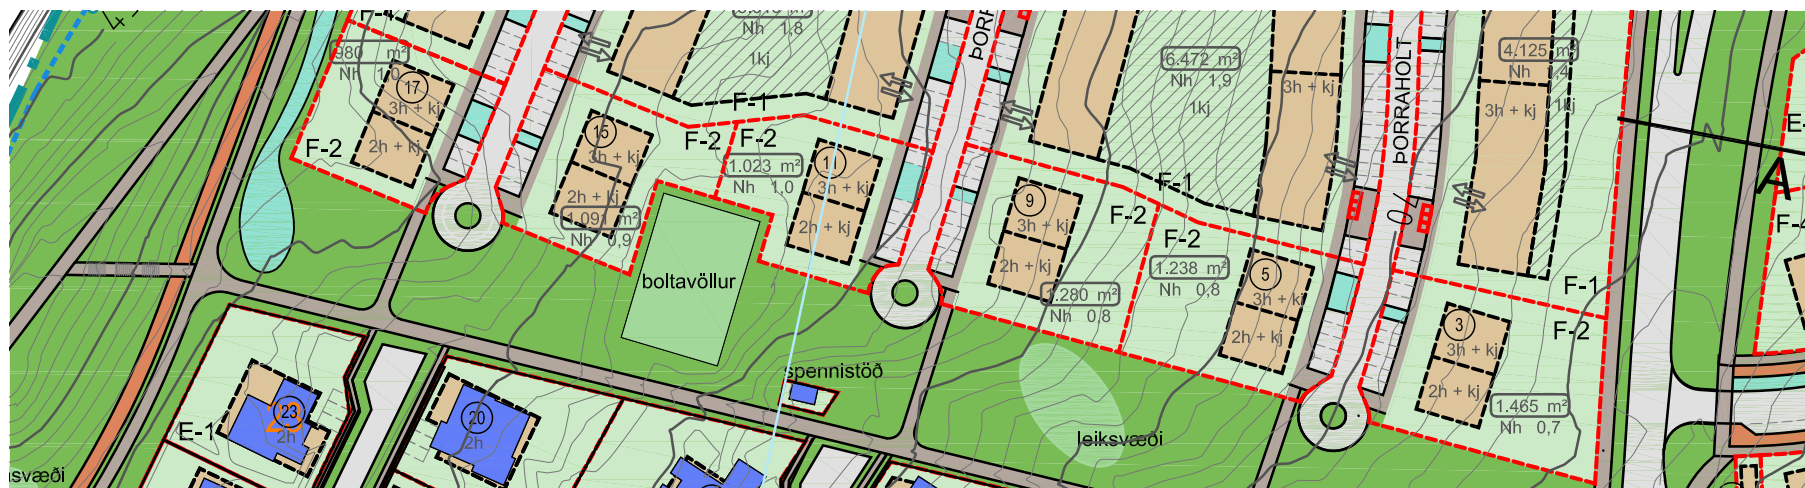 980 m²
Nh 1,0
17
3h + kj
2h + kj
F-2
Nh 1,8
1kj
F-1
15
3h + kj
2h + kj
1.091 m²
Nh 0,9
F-2
F-2
1.023 m²
Nh 1,0
11
3h + kj
2h + kj
boltavöllur
9
3h + kj
2h + kj
1.280 m²
Nh 0,8
6.472 m²
Nh 1,9
1kj
F-1
F-2
F-2
1.238 m²
Nh 0,8
5
3h + kj
2h + kj
3h + kj
ÞORRAHOLT
4.125 m²
Nh 1,4
3h + kj
1kj
F-1
F-2
3
3h + kj
2h + kj
1.465 m²
Nh 0,7
A
spennistöð
leiksvæði
23
2h
E-1
20
2h